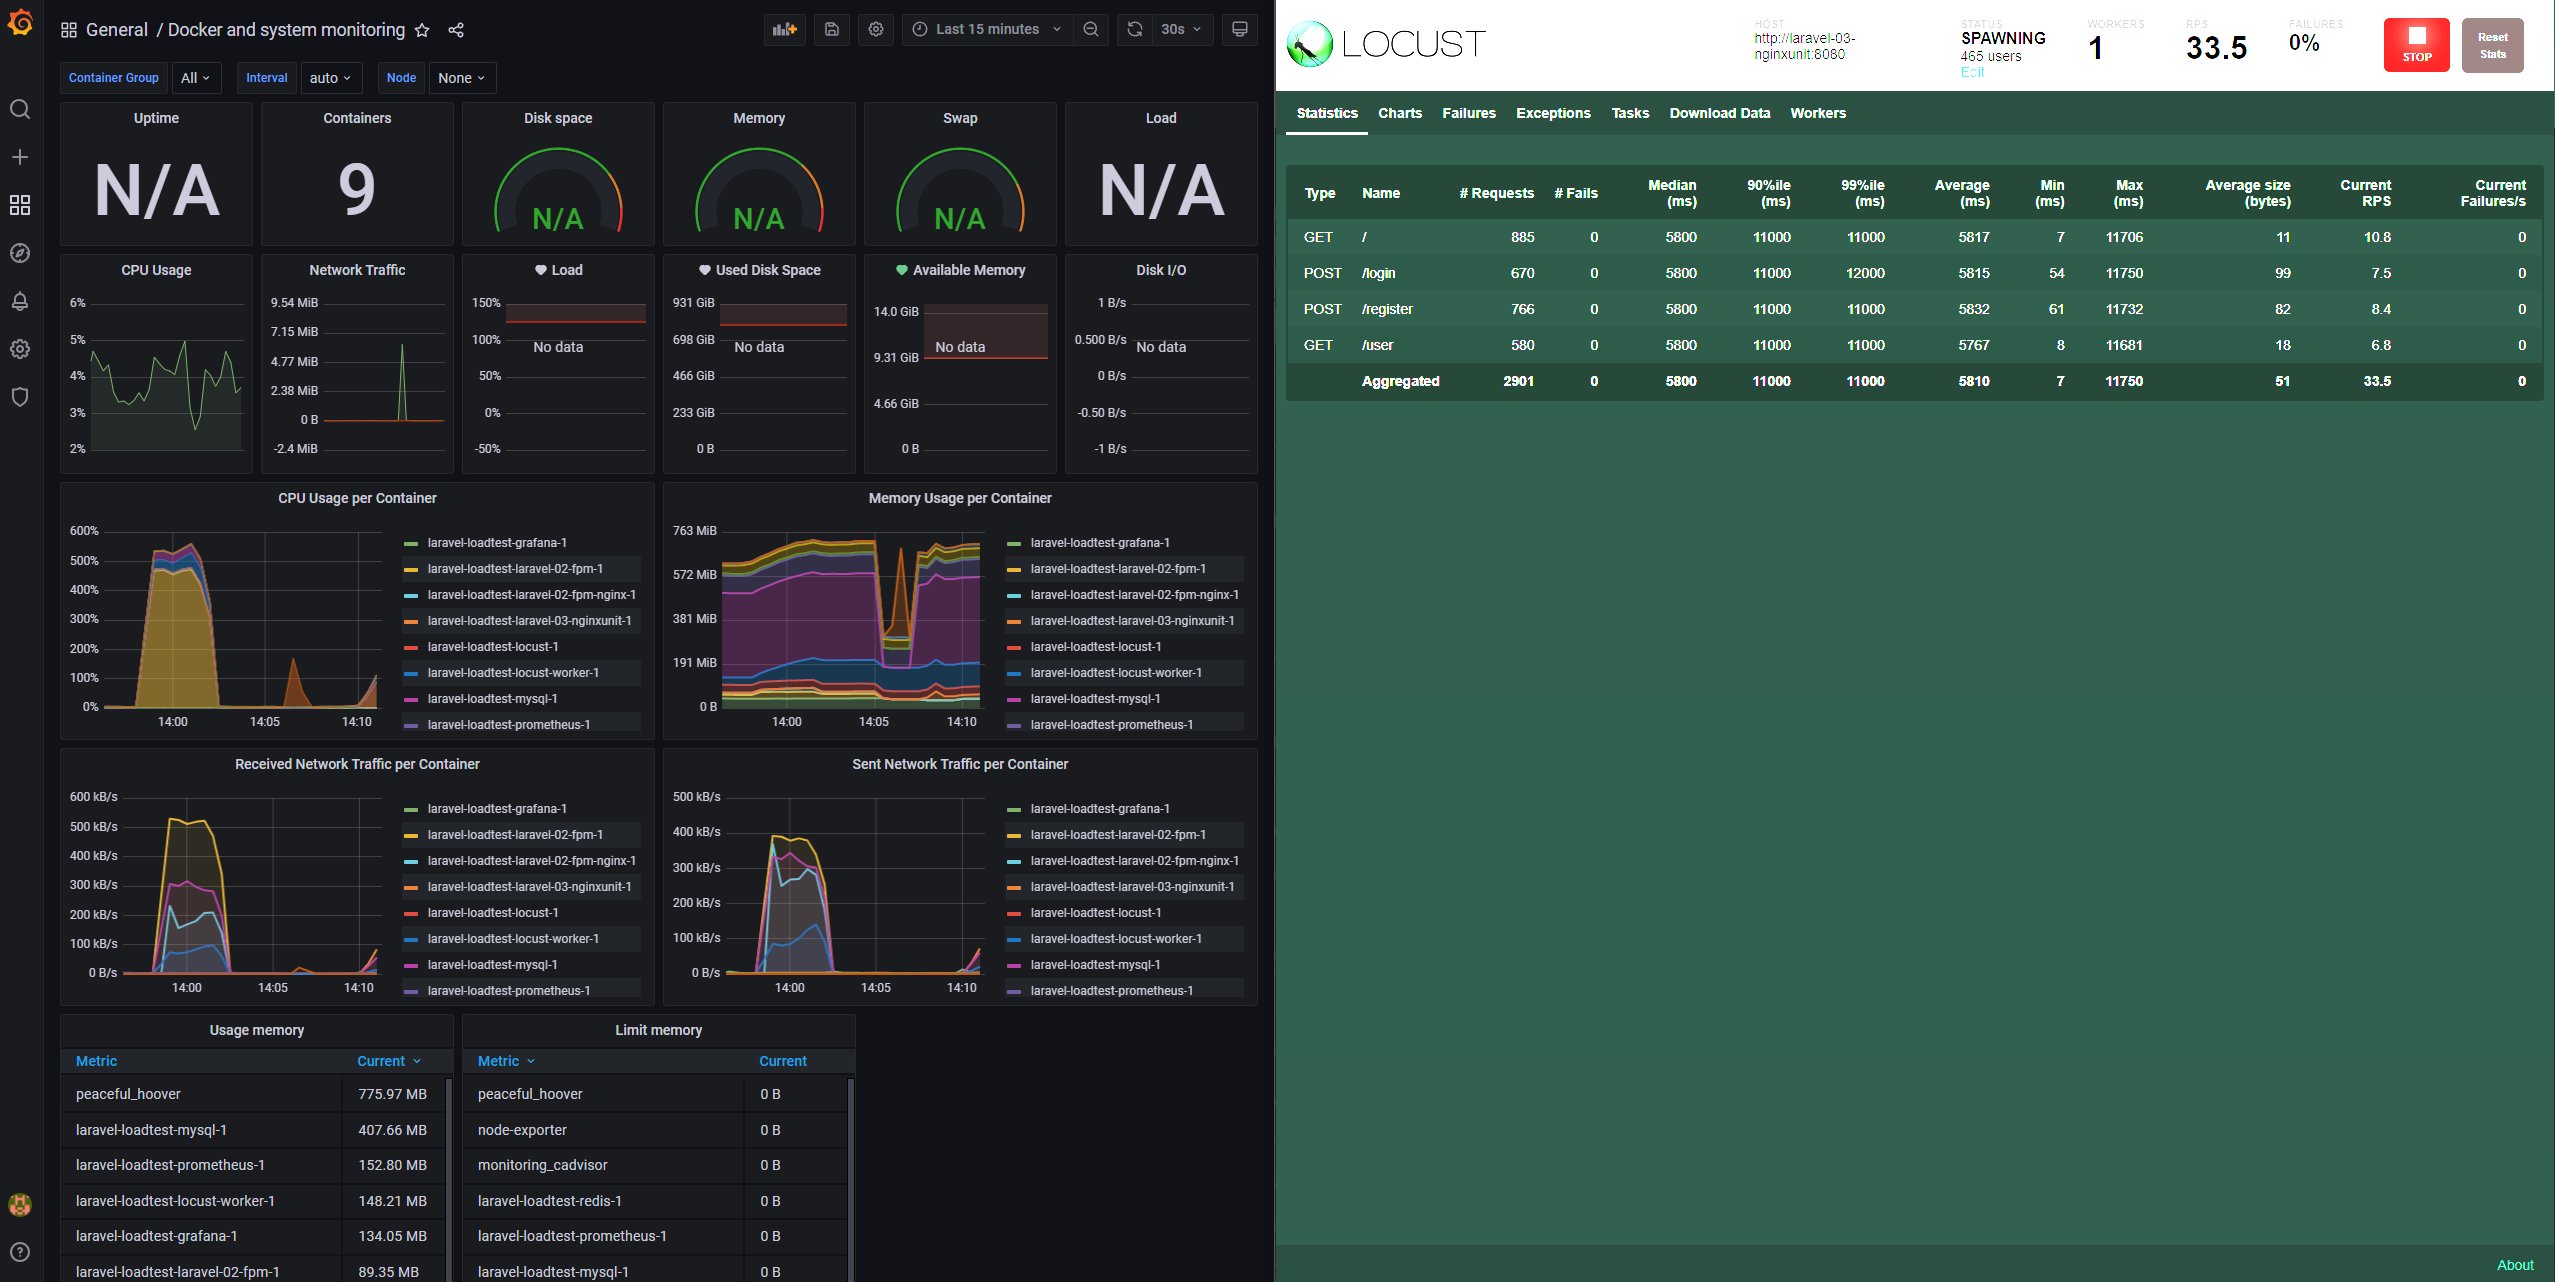 General / Docker and system monitoring
Last 15 minutes
30s
Container Group All Interval auto Node None
Uptime
N/A
Containers
9
Disk space
N/A
Memory
N/A
Swap
N/A
Load
N/A
CPU Usage
6%
5%
4%
3%
2%
Network Traffic
9.54 MiB
7.15 MiB
4.77 MiB
2.38 MiB
0 B
-2.4 MiB
Load
150%
100%
50%
0%
-50%
No data
Used Disk Space
931 GiB
698 GiB
466 GiB
233 GiB
0 B
No data
Available Memory
14.0 GiB
9.31 GiB
4.66 GiB
0 B
No data
Disk I/O
1 B/s
0.500 B/s
0 B/s
-0.50 B/s
-1 B/s
No data
CPU Usage per Container
600%
500%
400%
300%
200%
100%
0%
14:00 14:05 14:10
laravel-loadtest-grafana-1
laravel-loadtest-laravel-02-fpm-1
laravel-loadtest-laravel-02-fpm-nginx-1
laravel-loadtest-laravel-03-nginxunit-1
laravel-loadtest-locust-1
laravel-loadtest-locust-worker-1
laravel-loadtest-mysql-1
laravel-loadtest-prometheus-1
Memory Usage per Container
763 MiB
572 MiB
381 MiB
191 MiB
0 B
14:00 14:05 14:10
laravel-loadtest-grafana-1
laravel-loadtest-laravel-02-fpm-1
laravel-loadtest-laravel-02-fpm-nginx-1
laravel-loadtest-laravel-03-nginxunit-1
laravel-loadtest-locust-1
laravel-loadtest-locust-worker-1
laravel-loadtest-mysql-1
laravel-loadtest-prometheus-1
Received Network Traffic per Container
600 kB/s
500 kB/s
400 kB/s
300 kB/s
200 kB/s
100 kB/s
0 B/s
14:00 14:05 14:10
laravel-loadtest-grafana-1
laravel-loadtest-laravel-02-fpm-1
laravel-loadtest-laravel-02-fpm-nginx-1
laravel-loadtest-laravel-03-nginxunit-1
laravel-loadtest-locust-1
laravel-loadtest-locust-worker-1
laravel-loadtest-mysql-1
laravel-loadtest-prometheus-1
Sent Network Traffic per Container
500 kB/s
400 kB/s
300 kB/s
200 kB/s
100 kB/s
0 B/s
14:00 14:05 14:10
laravel-loadtest-grafana-1
laravel-loadtest-laravel-02-fpm-1
laravel-loadtest-laravel-02-fpm-nginx-1
laravel-loadtest-laravel-03-nginxunit-1
laravel-loadtest-locust-1
laravel-loadtest-locust-worker-1
laravel-loadtest-mysql-1
laravel-loadtest-prometheus-1
Usage memory
Metric Current
peaceful_hoover 775.97 MB
laravel-loadtest-mysql-1 407.66 MB
laravel-loadtest-prometheus-1 152.80 MB
laravel-loadtest-locust-worker-1 148.21 MB
laravel-loadtest-grafana-1 134.05 MB
laravel-loadtest-laravel-02-fpm-1 89.35 MB
Limit memory
Metric Current
peaceful_hoover 0 B
node-exporter 0 B
monitoring_cadvisor 0 B
laravel-loadtest-redis-1 0 B
laravel-loadtest-prometheus-1 0 B
laravel-loadtest-mysql-1 0 B
LOCUST
HOST
http://laravel-03-
nginxunit:8080
STATUS
SPAWNING
465 users
Edit
WORKERS
1
RPS
33.5
FAILURES
0%
STOP
Reset
Stats
Statistics Charts Failures Exceptions Tasks Download Data Workers
Type Name # Requests # Fails Median (ms) 90%ile (ms) 99%ile (ms) Average (ms) Min (ms) Max (ms) Average size (bytes) Current RPS Current Failures/s
GET / 885 0 5800 11000 11000 5817 7 11706 11 10.8 0
POST /login 670 0 5800 11000 12000 5815 54 11750 99 7.5 0
POST /register 766 0 5800 11000 11000 5832 61 11732 82 8.4 0
GET /user 580 0 5800 11000 11000 5767 8 11681 18 6.8 0
Aggregated 2901 0 5800 11000 11000 5810 7 11750 51 33.5 0
About